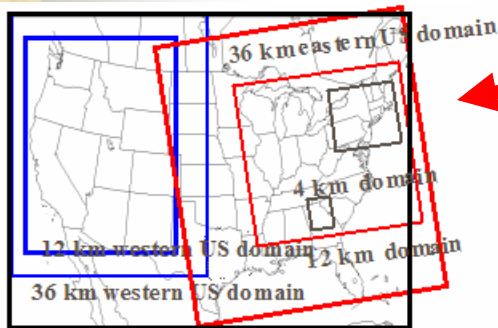 36 km eastern US domain
4 km domain
12 km western US domain
12 km domain
36 km western US domain